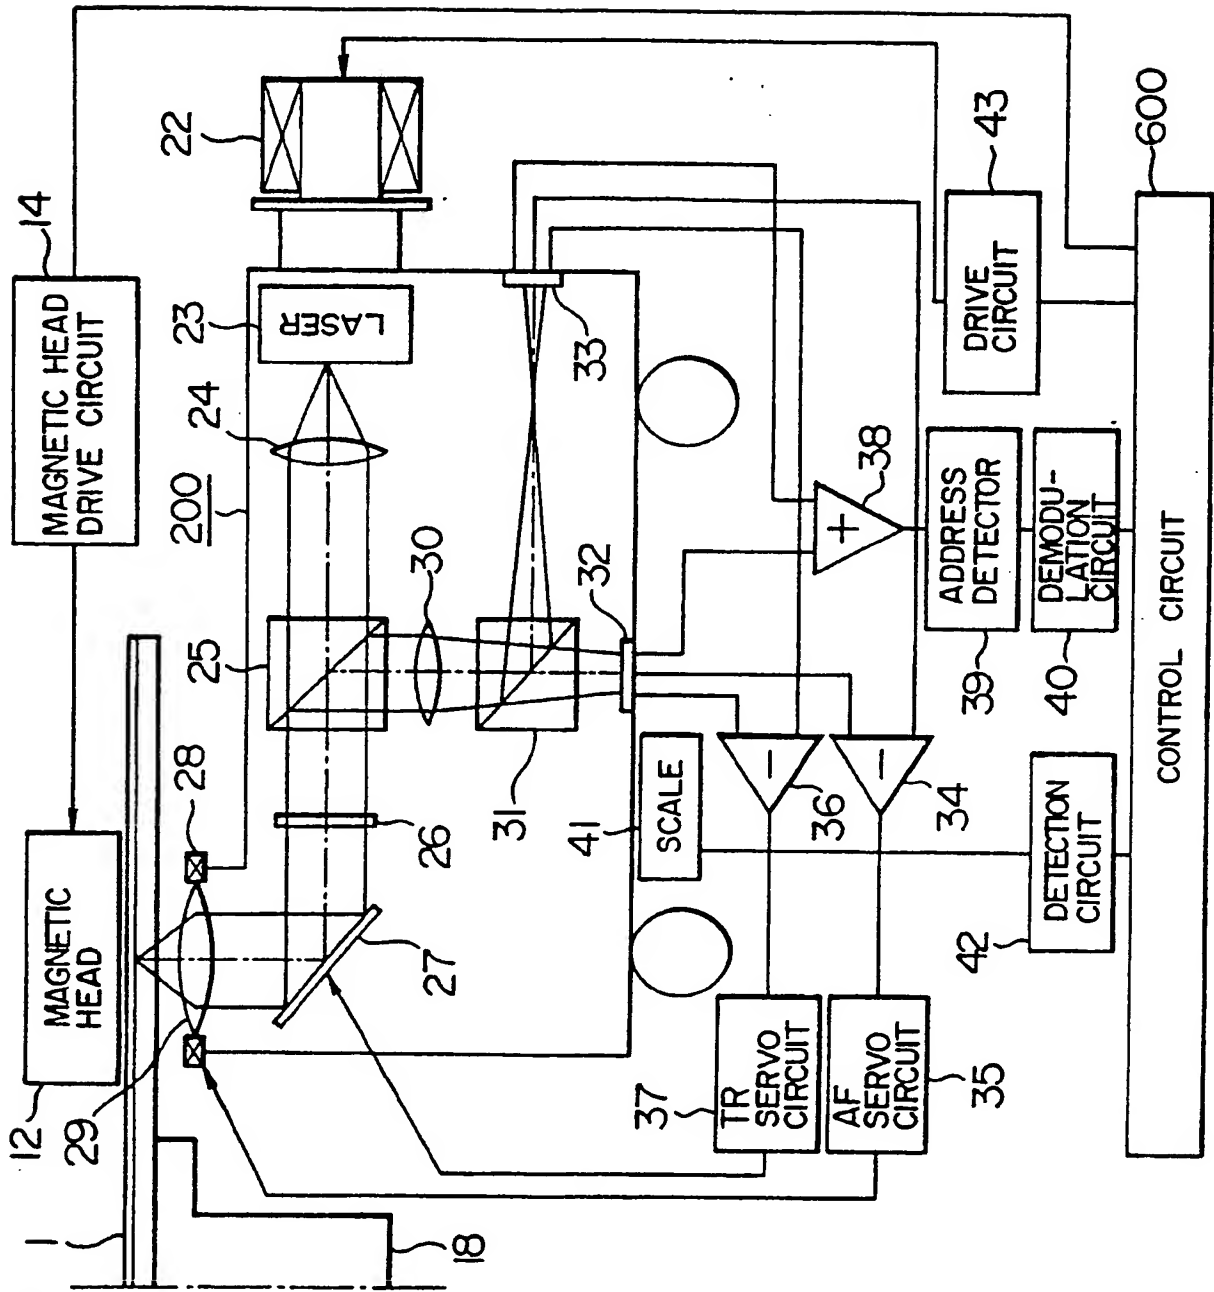 12
MAGNETIC
HEAD
14
MAGNETIC HEAD
DRIVE CIRCUIT
1
29
28
200
24
23
LASER
22
25
26
27
30
31
32
33
18
41
SCALE
36
34
38
+
−
−
37
TR
SERVO
CIRCUIT
AF
SERVO
CIRCUIT
35
42
DETECTION
CIRCUIT
39
ADDRESS
DETECTOR
40
DEMODU-
LATION
CIRCUIT
DRIVE
CIRCUIT
43
CONTROL CIRCUIT
600